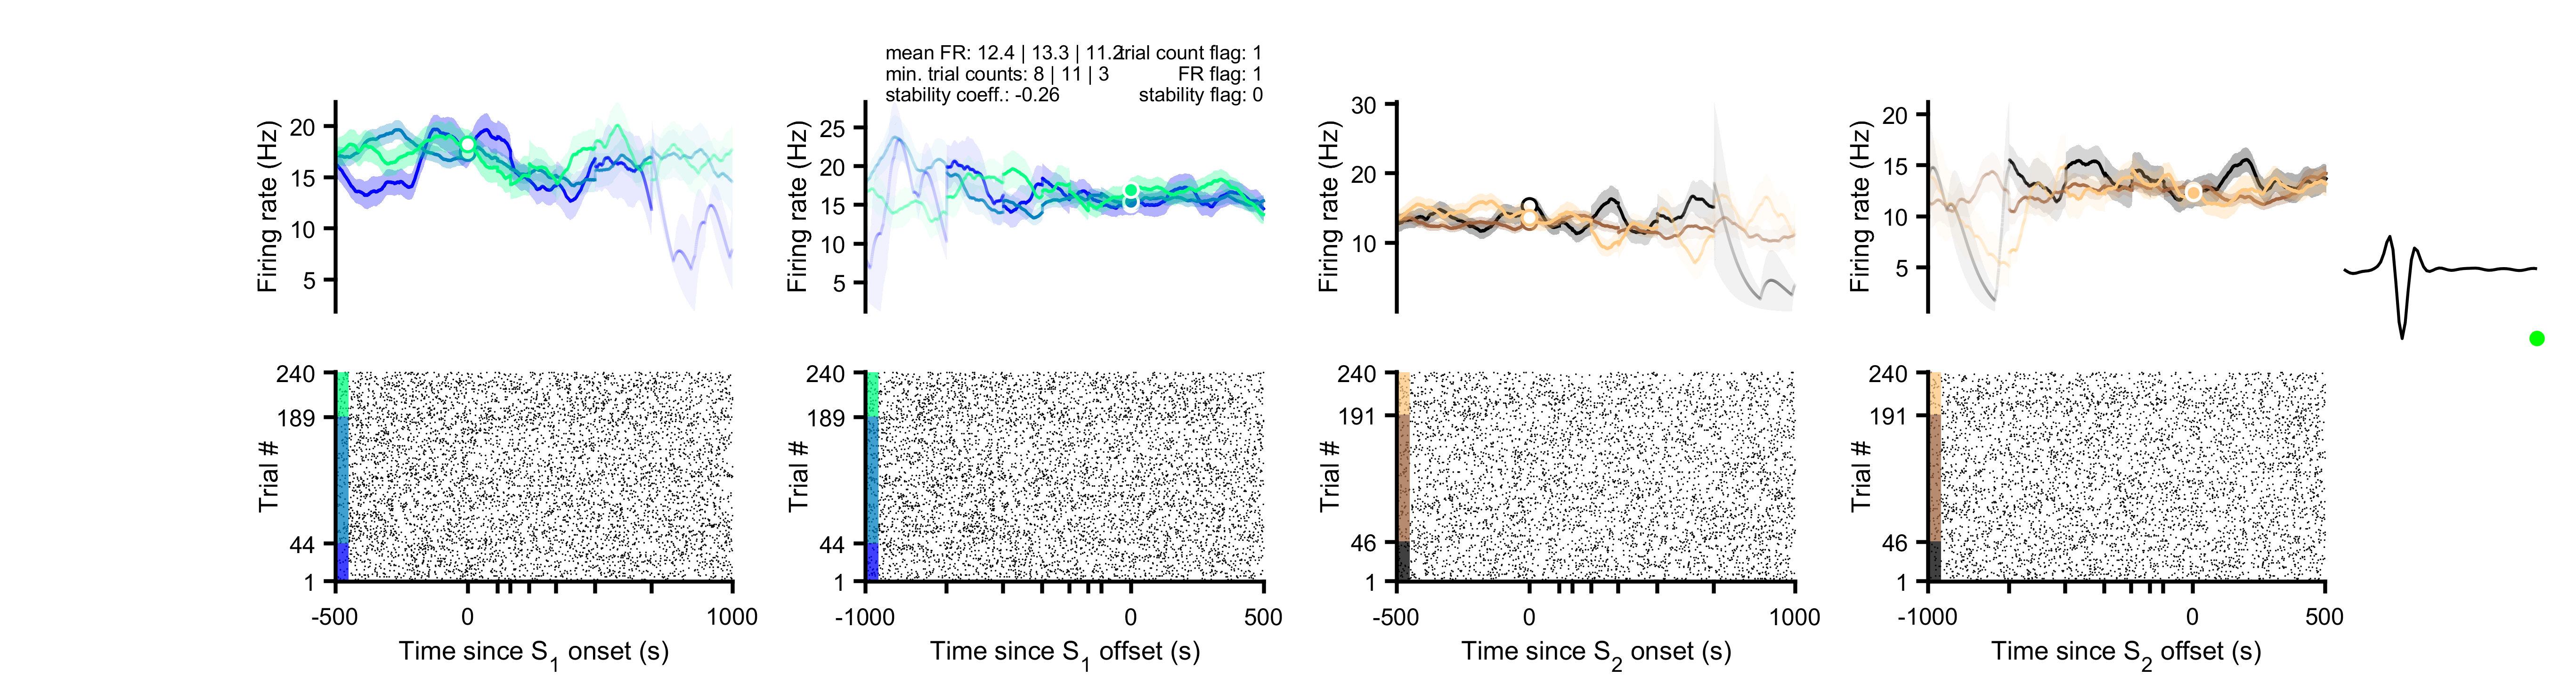 mean FR: 12.4 | 13.3 | 11.2
trial count flag: 1
min. trial counts: 8 | 11 | 3
FR flag: 1
stability coeff.: -0.26
stability flag: 0
Firing rate (Hz)
20
15
10
5
Firing rate (Hz)
25
20
15
10
5
Firing rate (Hz)
30
20
10
Firing rate (Hz)
20
15
10
5
Trial #
240
189
44
1
-500
0
1000
Time since S1 onset (s)
Trial #
240
189
44
1
-1000
0
500
Time since S1 offset (s)
Trial #
240
191
46
1
-500
0
1000
Time since S2 onset (s)
Trial #
240
191
46
1
-1000
0
500
Time since S2 offset (s)